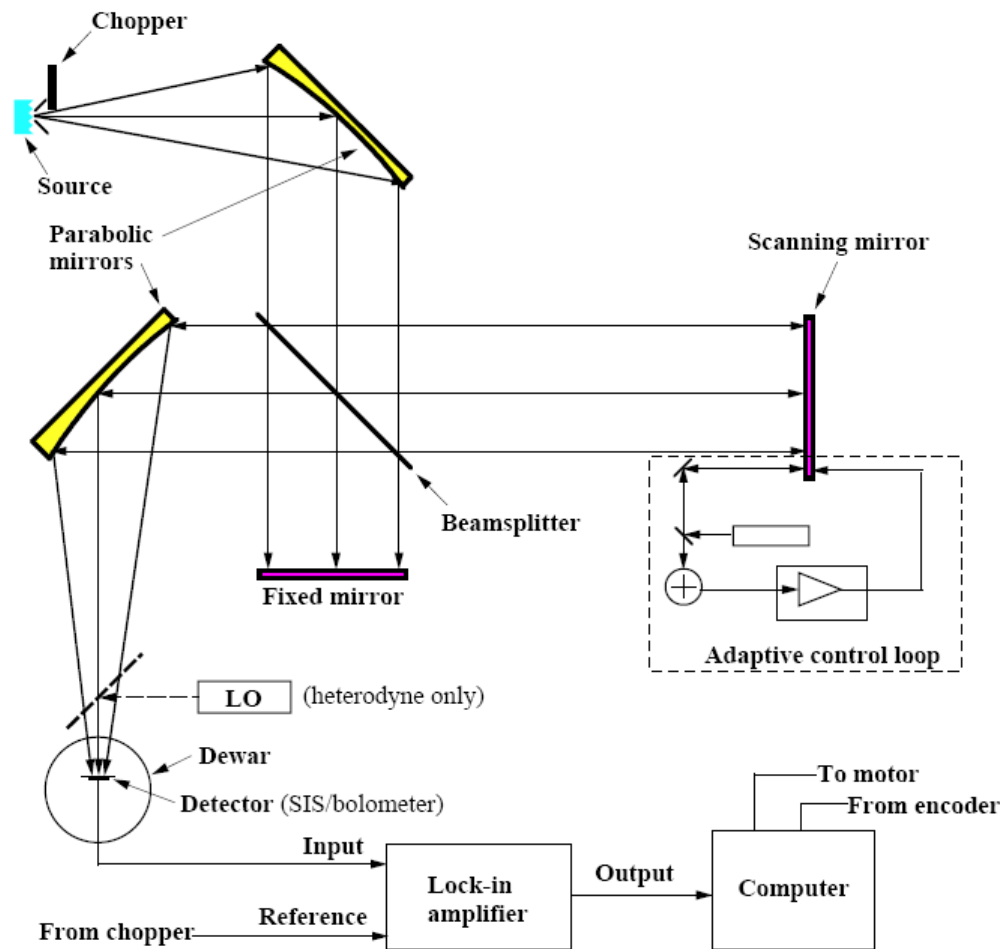 Chopper
Source
Parabolic
mirrors
Scanning mirror
Beamsplitter
Fixed mirror
Adaptive control loop
LO (heterodyne only)
Dewar
Detector (SIS/bolometer)
To motor
From encoder
Input
Output
Lock-in
amplifier
Computer
Reference
From chopper